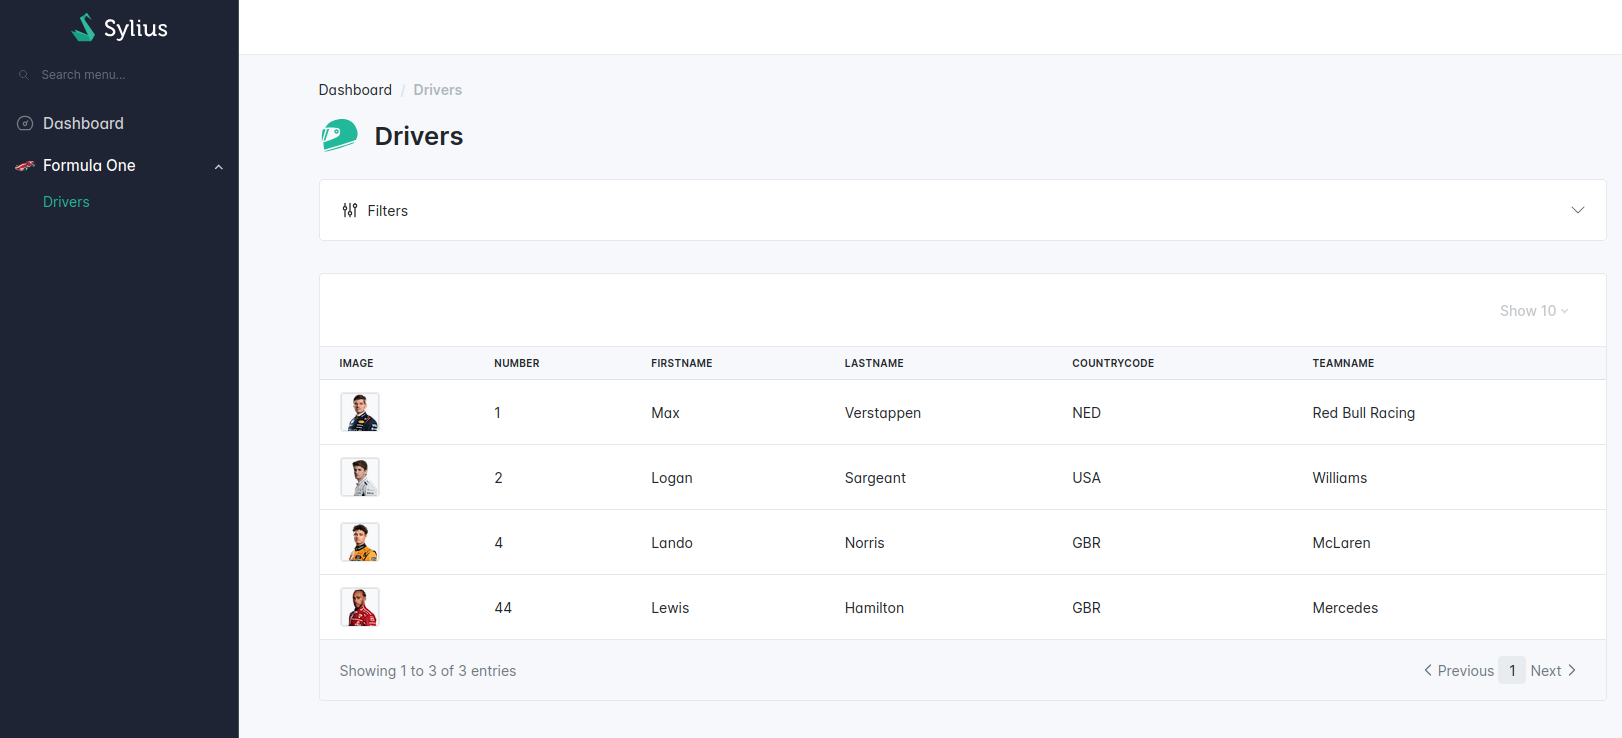 Sylius
Search menu...
Dashboard
Formula One
Drivers
Dashboard / Drivers
Drivers
Filters
Show 10
IMAGE NUMBER FIRSTNAME LASTNAME COUNTRYCODE TEAMNAME
1 Max Verstappen NED Red Bull Racing
2 Logan Sargeant USA Williams
4 Lando Norris GBR McLaren
44 Lewis Hamilton GBR Mercedes
Showing 1 to 3 of 3 entries Previous 1 Next